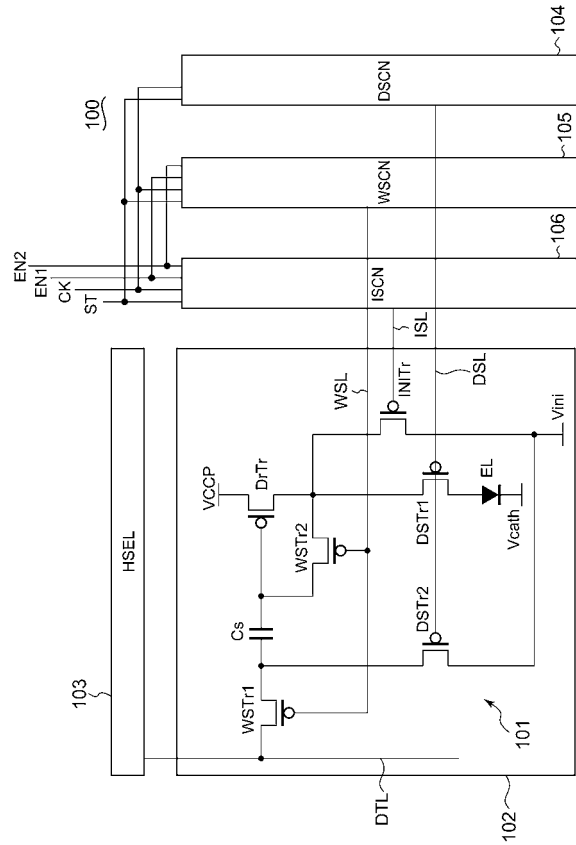 100
EN2
EN1
CK
ST
DSCN
104
WSCN
105
ISCN
106
ISL
WSL
DSL
HSEL
103
VCCP
DrTr
INITr
WSTr2
Cs
WSTr1
DSTr1
DSTr2
EL
Vcath
Vini
DTL
101
102